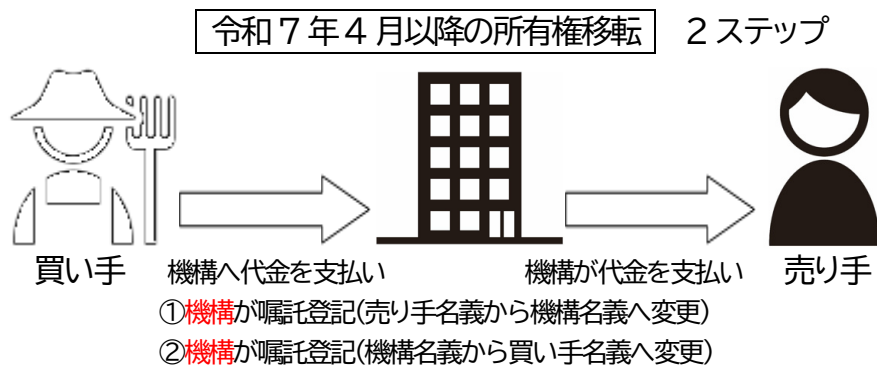 令和７年４月以降の所有権移転 ２ステップ
買い手 機構へ代金を支払い 機構が代金を支払い 売り手
①機構が嘱託登記(売り手名義から機構名義へ変更)
②機構が嘱託登記(機構名義から買い手名義へ変更)